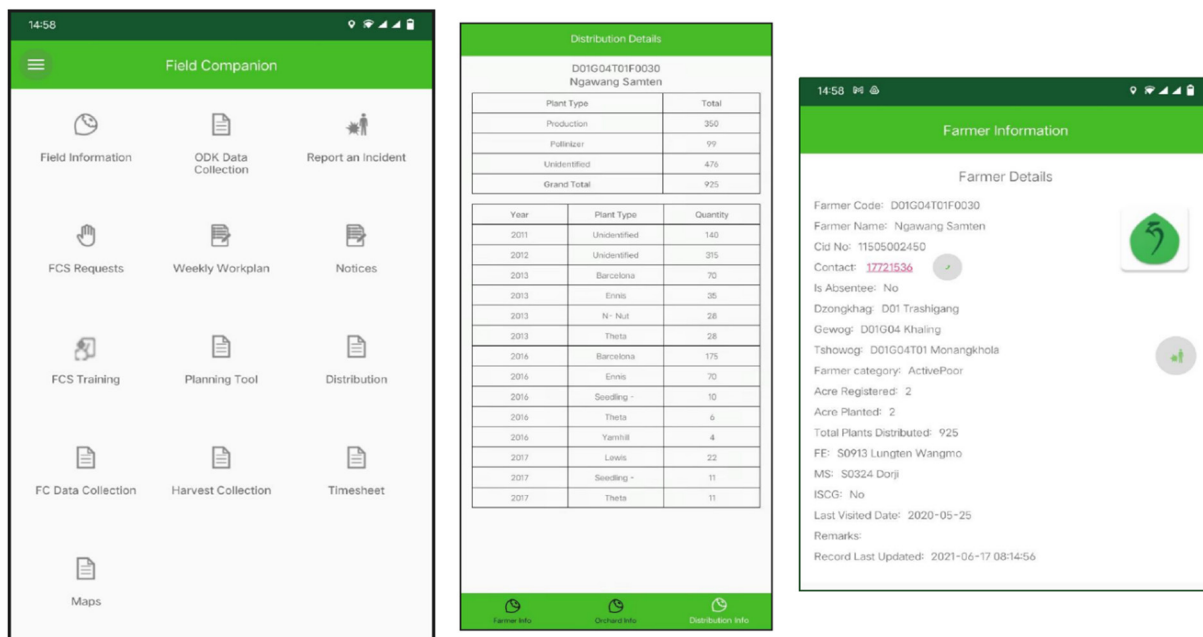 14:58
Field Companion
Field Information
ODK Data
Collection
Report an Incident
FCS Requests
Weekly Workplan
Notices
FCS Training
Planning Tool
Distribution
FC Data Collection
Harvest Collection
Timesheet
Maps
Distribution Details
D01G04T01F0030
Ngawang Samten
Plant Type Total
Production 350
Pollinizer 99
Unidentified 476
Grand Total 925
Year Plant Type Quantity
2011 Unidentified 140
2012 Unidentified 315
2013 Barcelona 70
2013 Ennis 35
2013 N- Nut 28
2013 Theta 28
2016 Barcelona 175
2016 Ennis 70
2016 Seedling - 10
2016 Theta 6
2016 Yamhill 4
2017 Lewis 22
2017 Seedling - 11
2017 Theta 11
Farmer Info Orchard Info Distribution Info
14:58
Farmer Information
Farmer Details
Farmer Code: D01G04T01F0030
Farmer Name: Ngawang Samten
Cid No: 11505002450
Contact: 17721536
Is Absentee: No
Dzongkhag: D01 Trashigang
Gewog: D01G04 Khaling
Tshowog: D01G04T01 Monangkhola
Farmer category: ActivePoor
Acre Registered: 2
Acre Planted: 2
Total Plants Distributed: 925
FE: S0913 Lungten Wangmo
MS: S0324 Dorji
ISCG: No
Last Visited Date: 2020-05-25
Remarks:
Record Last Updated: 2021-06-17 08:14:56